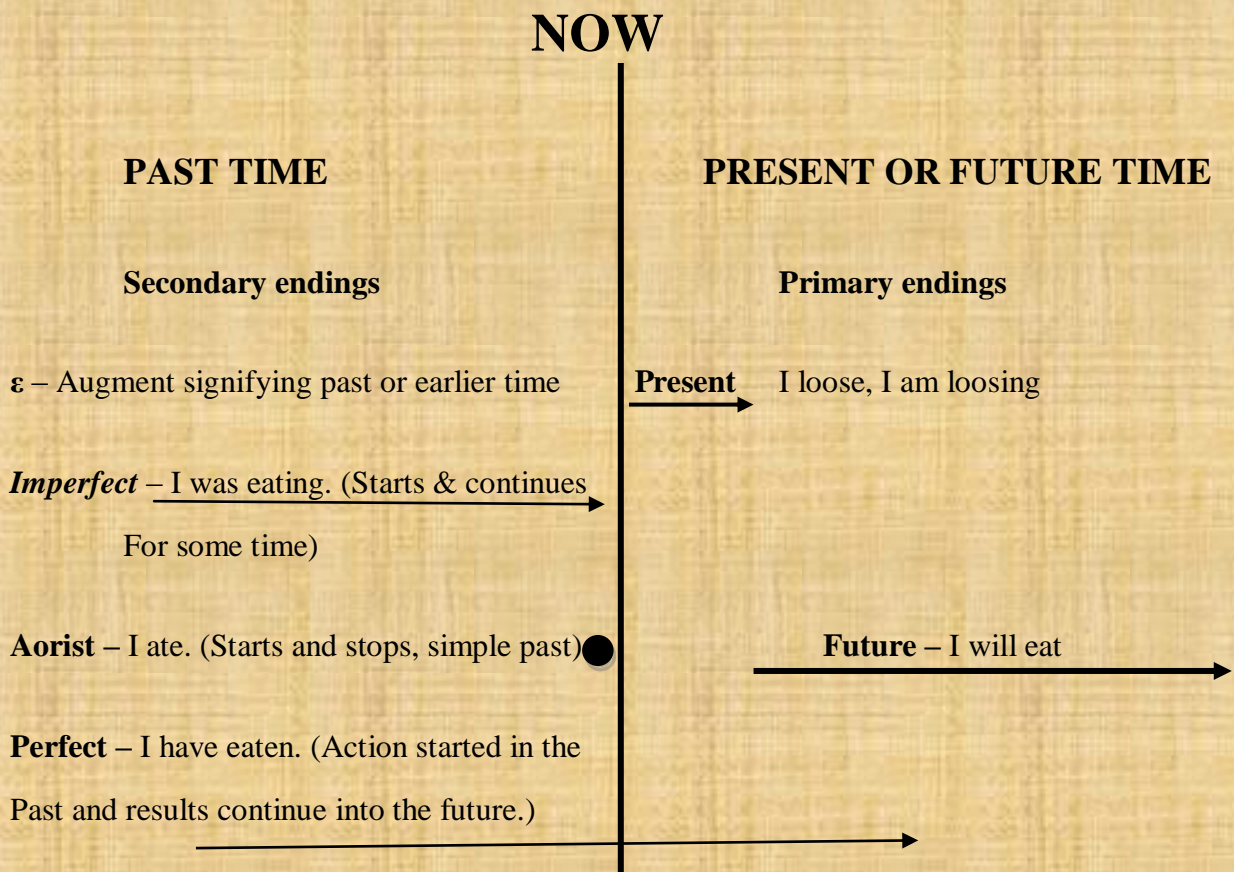 NOW
PAST TIME
PRESENT OR FUTURE TIME
Secondary endings
Primary endings
ε – Augment signifying past or earlier time
Present I loose, I am loosing
Imperfect – I was eating. (Starts & continues
For some time)
Aorist – I ate. (Starts and stops, simple past)
Future – I will eat
Perfect – I have eaten. (Action started in the
Past and results continue into the future.)